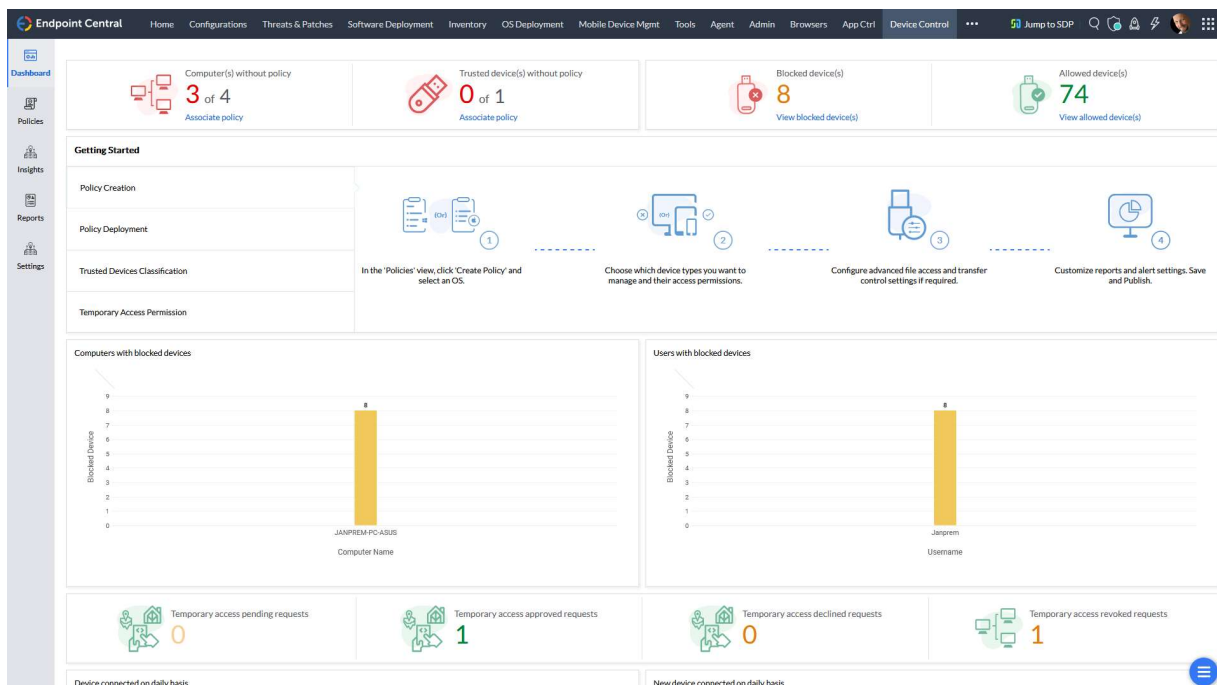 Endpoint Central
Home Configurations Threats & Patches Software Deployment Inventory OS Deployment Mobile Device Mgmt Tools Agent Admin Browsers App Ctrl Device Control ••• Jump to SDP
Dashboard
Policies
Insights
Reports
Settings
Computer(s) without policy
3 of 4
Associate policy
Trusted device(s) without policy
0 of 1
Associate policy
Blocked device(s)
8
View blocked device(s)
Allowed device(s)
74
View allowed device(s)
Getting Started
Policy Creation
Policy Deployment
Trusted Devices Classification
Temporary Access Permission
(Or)
1
In the 'Policies' view, click 'Create Policy' and
select an OS.
(Or)
2
Choose which device types you want to
manage and their access permissions.
3
Configure advanced file access and transfer
control settings if required.
4
Customize reports and alert settings. Save
and Publish.
Computers with blocked devices
Blocked Device
9
8
7
6
5
4
3
2
1
0
8
JANPREM-PC-ASUS
Computer Name
Users with blocked devices
Blocked Device
9
8
7
6
5
4
3
2
1
0
8
Janprem
Username
Temporary access pending requests
0
Temporary access approved requests
1
Temporary access declined requests
0
Temporary access revoked requests
1
Device connected on daily basis
New device connected on daily basis